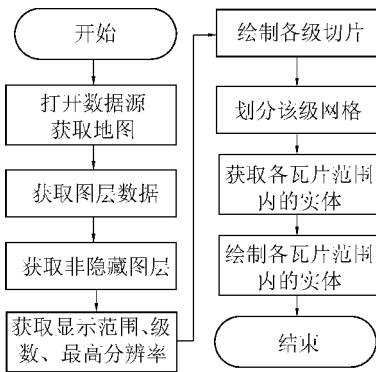 开始
打开数据源
获取地图
获取图层数据
获取非隐藏图层
获取显示范围、级
数、最高分辨率
绘制各级切片
划分该级网格
获取各瓦片范围
内的实体
绘制各瓦片范围
内的实体
结束